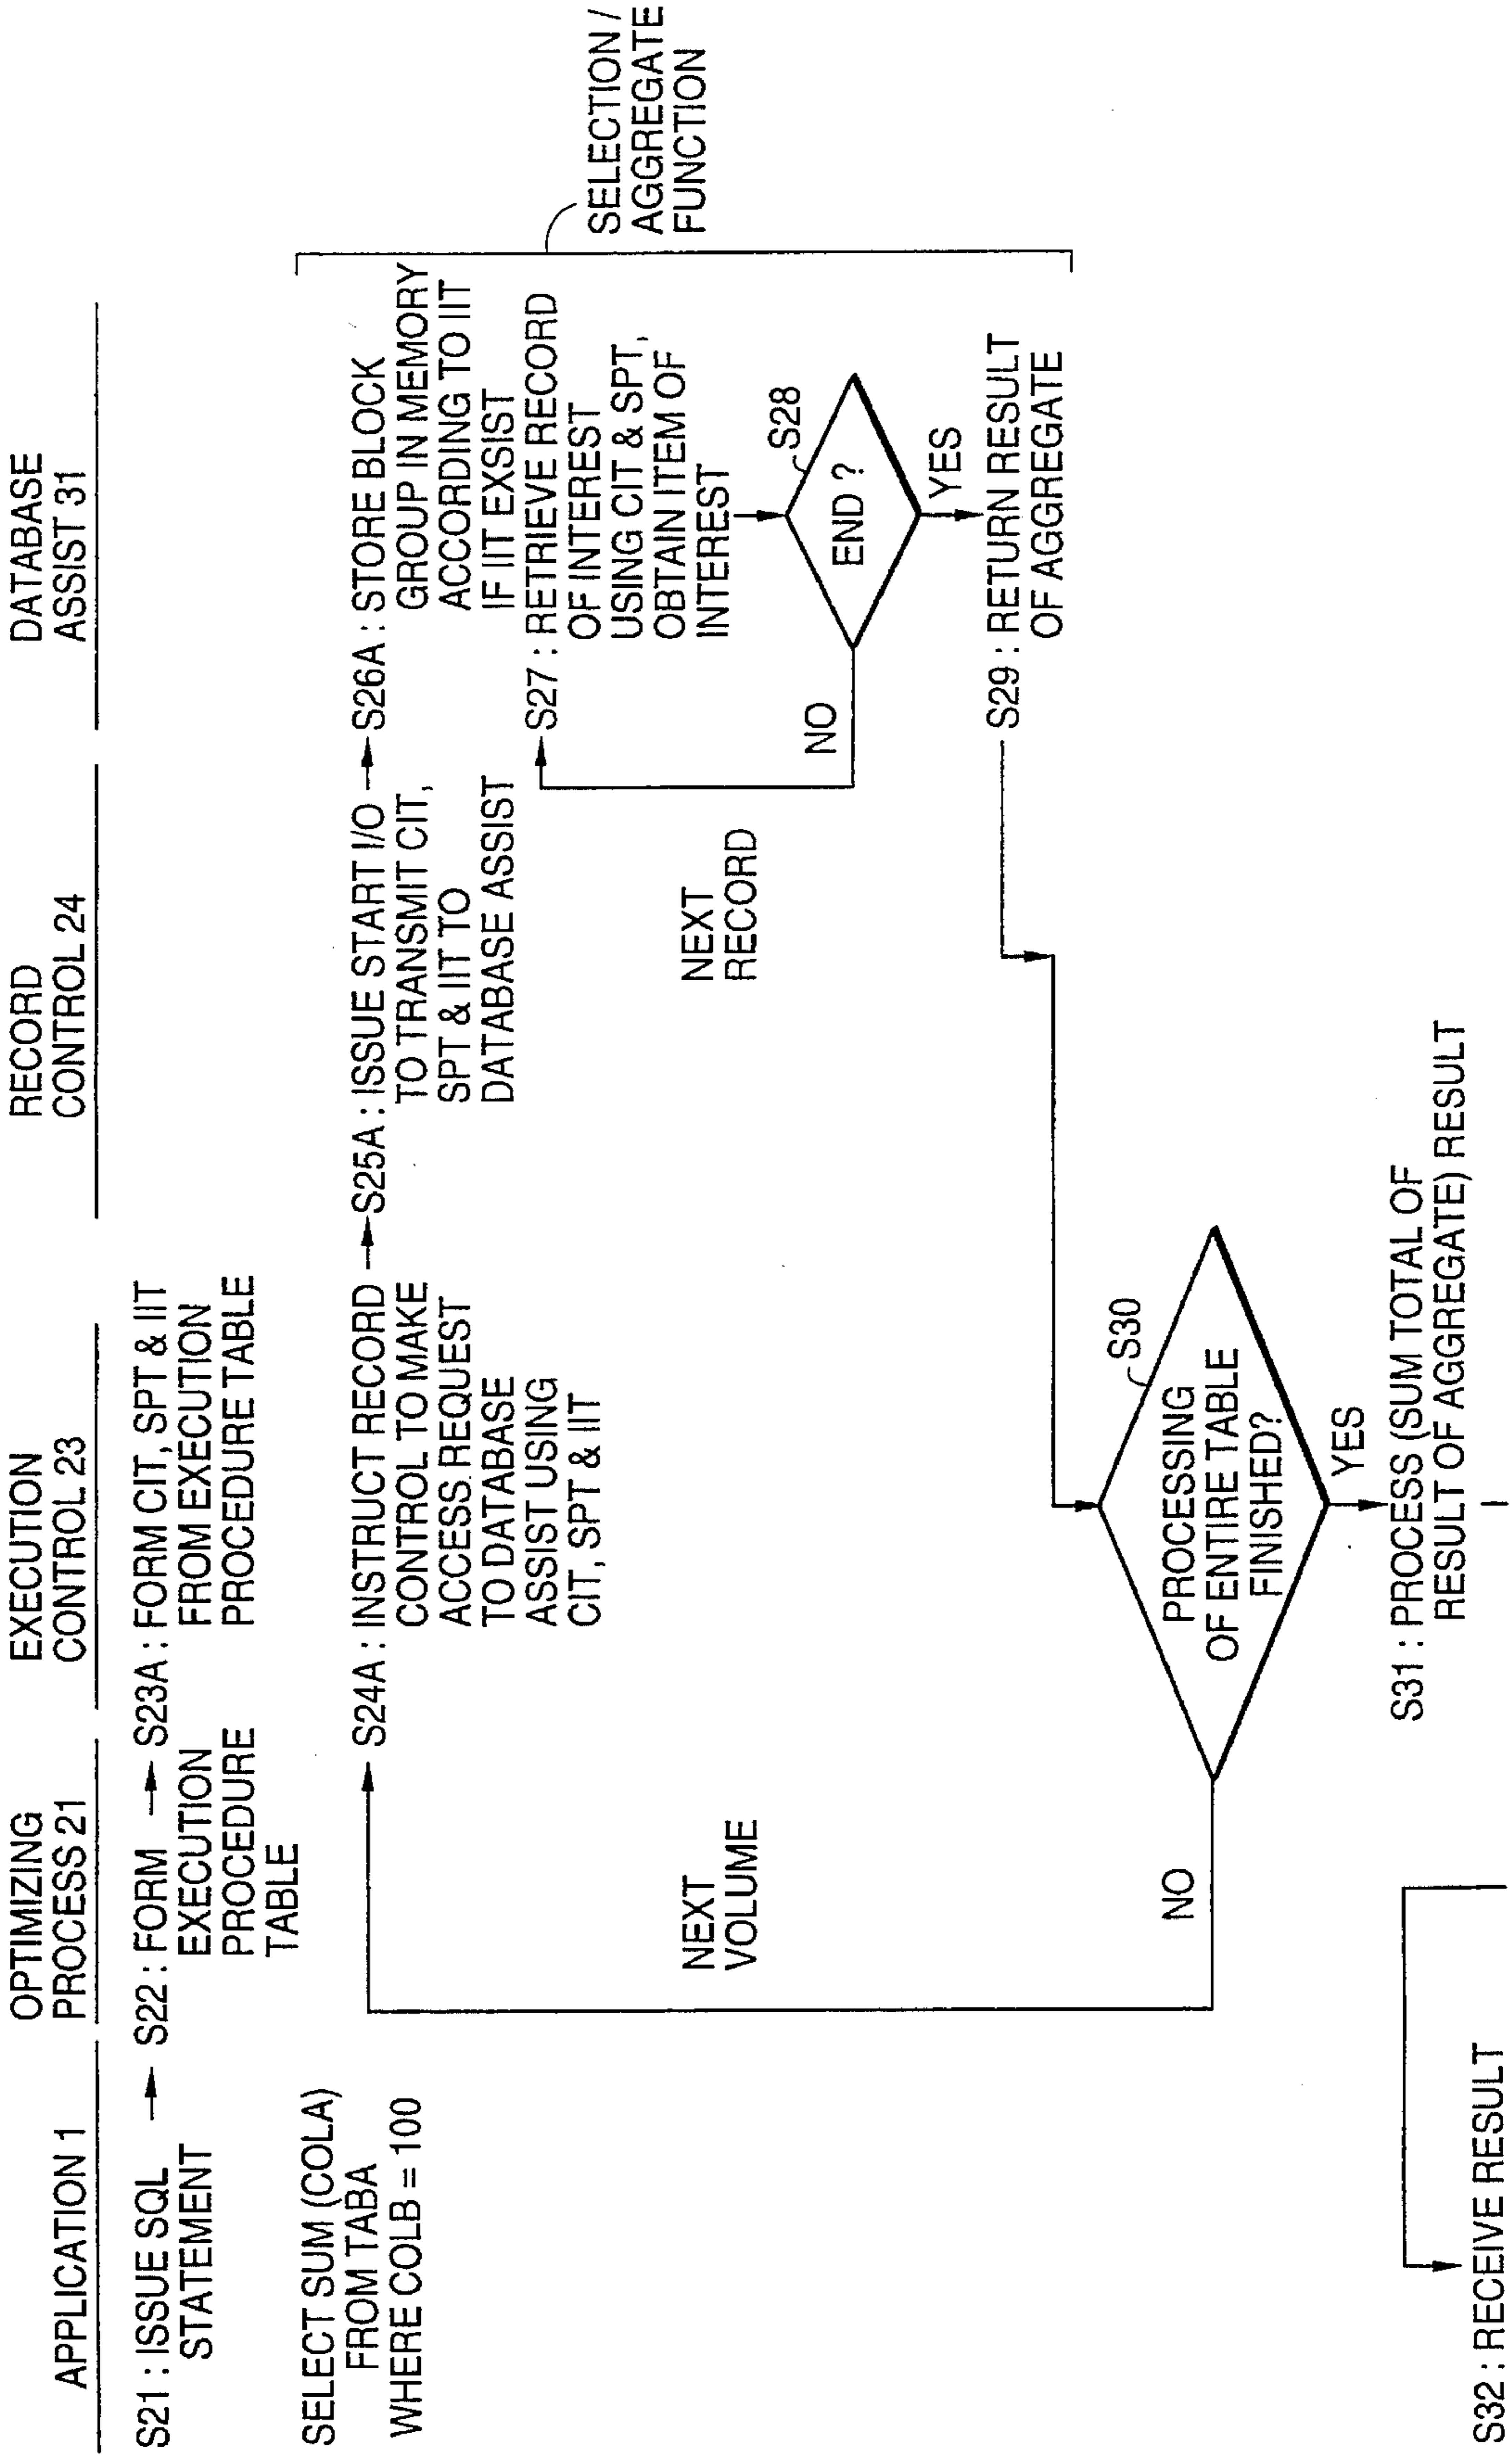 APPLICATION 1
OPTIMIZING
PROCESS 21
EXECUTION
CONTROL 23
RECORD
CONTROL 24
DATABASE
ASSIST 31
S21 : ISSUE SQL
STATEMENT
S22 : FORM
EXECUTION
PROCEDURE
TABLE
S23A : FORM CIT, SPT & IIT
FROM EXECUTION
PROCEDURE TABLE
SELECT SUM (COLA)
FROM TABA
WHERE COLB = 100
S24A : INSTRUCT RECORD
CONTROL TO MAKE
ACCESS REQUEST
TO DATABASE
ASSIST USING
CIT, SPT & IIT
S25A : ISSUE START I/O
TO TRANSMIT CIT,
SPT & IIT TO
DATABASE ASSIST
S26A : STORE BLOCK
GROUP IN MEMORY
ACCORDING TO IIT
IF IIT EXSIST
S27 : RETRIEVE RECORD
OF INTEREST
USING CIT & SPT,
OBTAIN ITEM OF
INTEREST
SELECTION /
AGGREGATE
FUNCTION
NEXT
RECORD
S28
END ?
NO
YES
S29 : RETURN RESULT
OF AGGREGATE
NEXT
VOLUME
S30
PROCESSING
OF ENTIRE TABLE
FINISHED?
NO
YES
S31 : PROCESS (SUM TOTAL OF
RESULT OF AGGREGATE) RESULT
S32 : RECEIVE RESULT